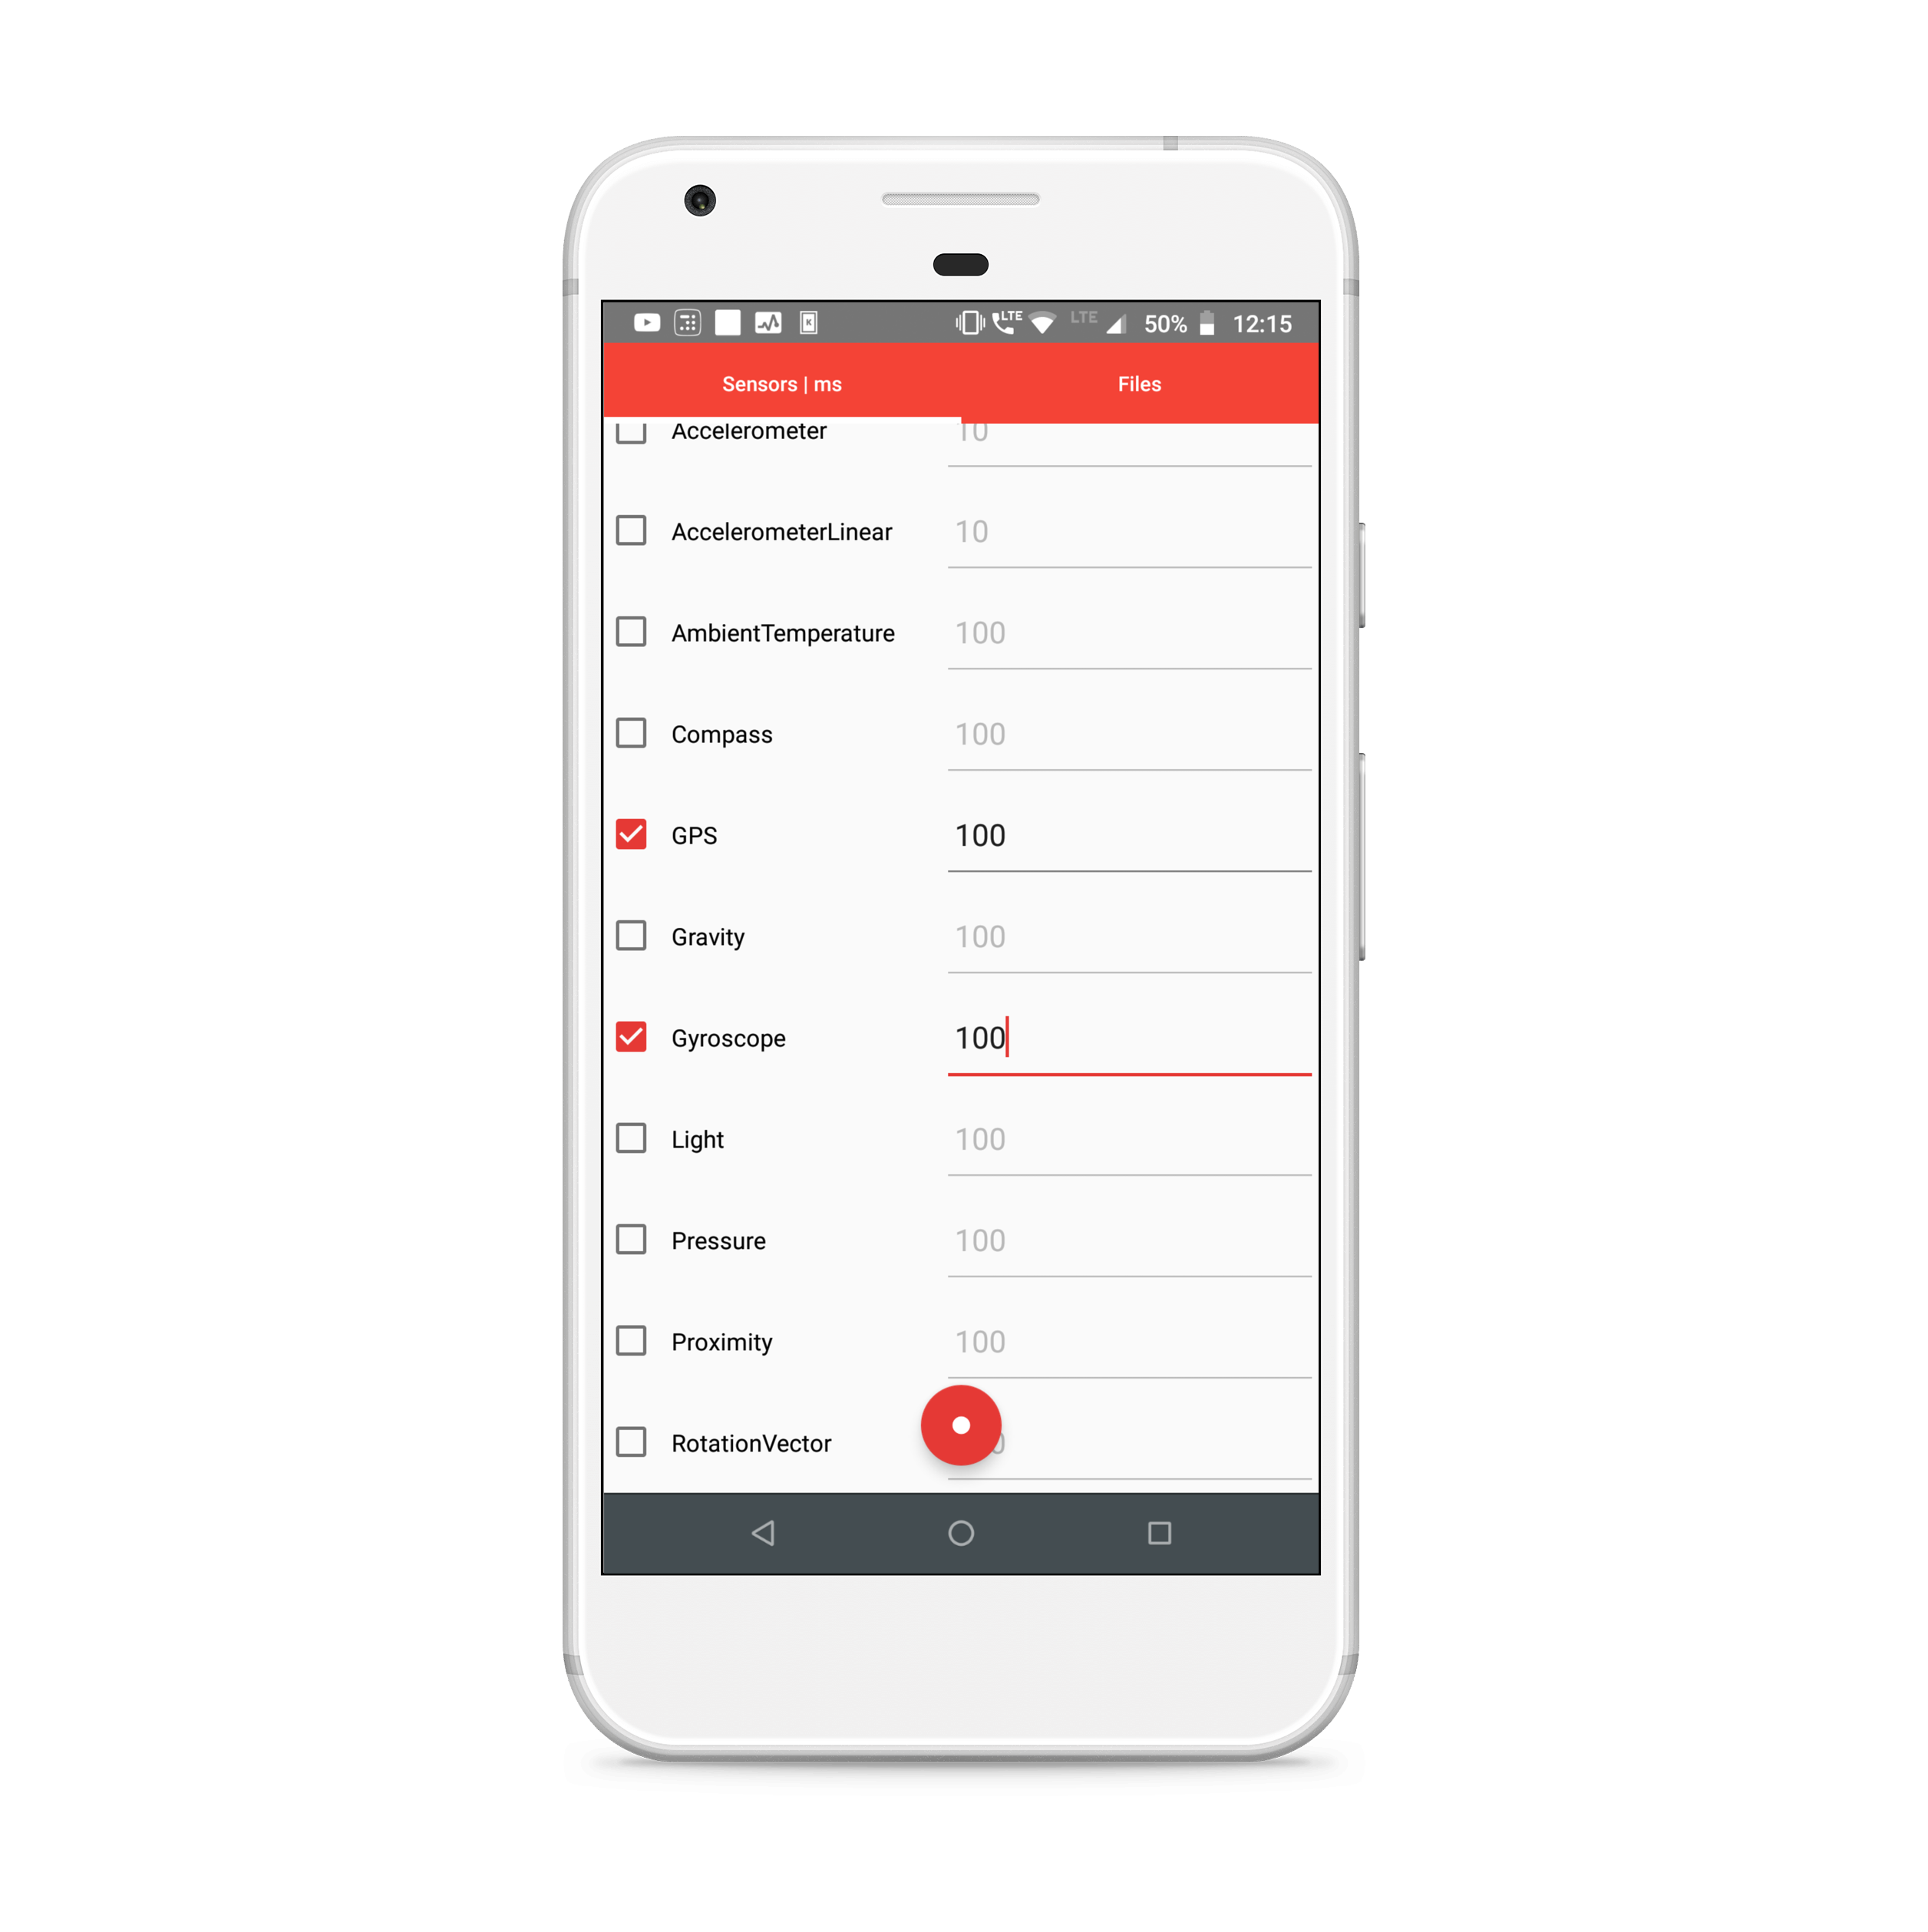 LTE LTE 50% 12:15
Sensors | ms Files
Accelerometer 10
AccelerometerLinear 10
AmbientTemperature 100
Compass 100
GPS 100
Gravity 100
Gyroscope 100
Light 100
Pressure 100
Proximity 100
RotationVector